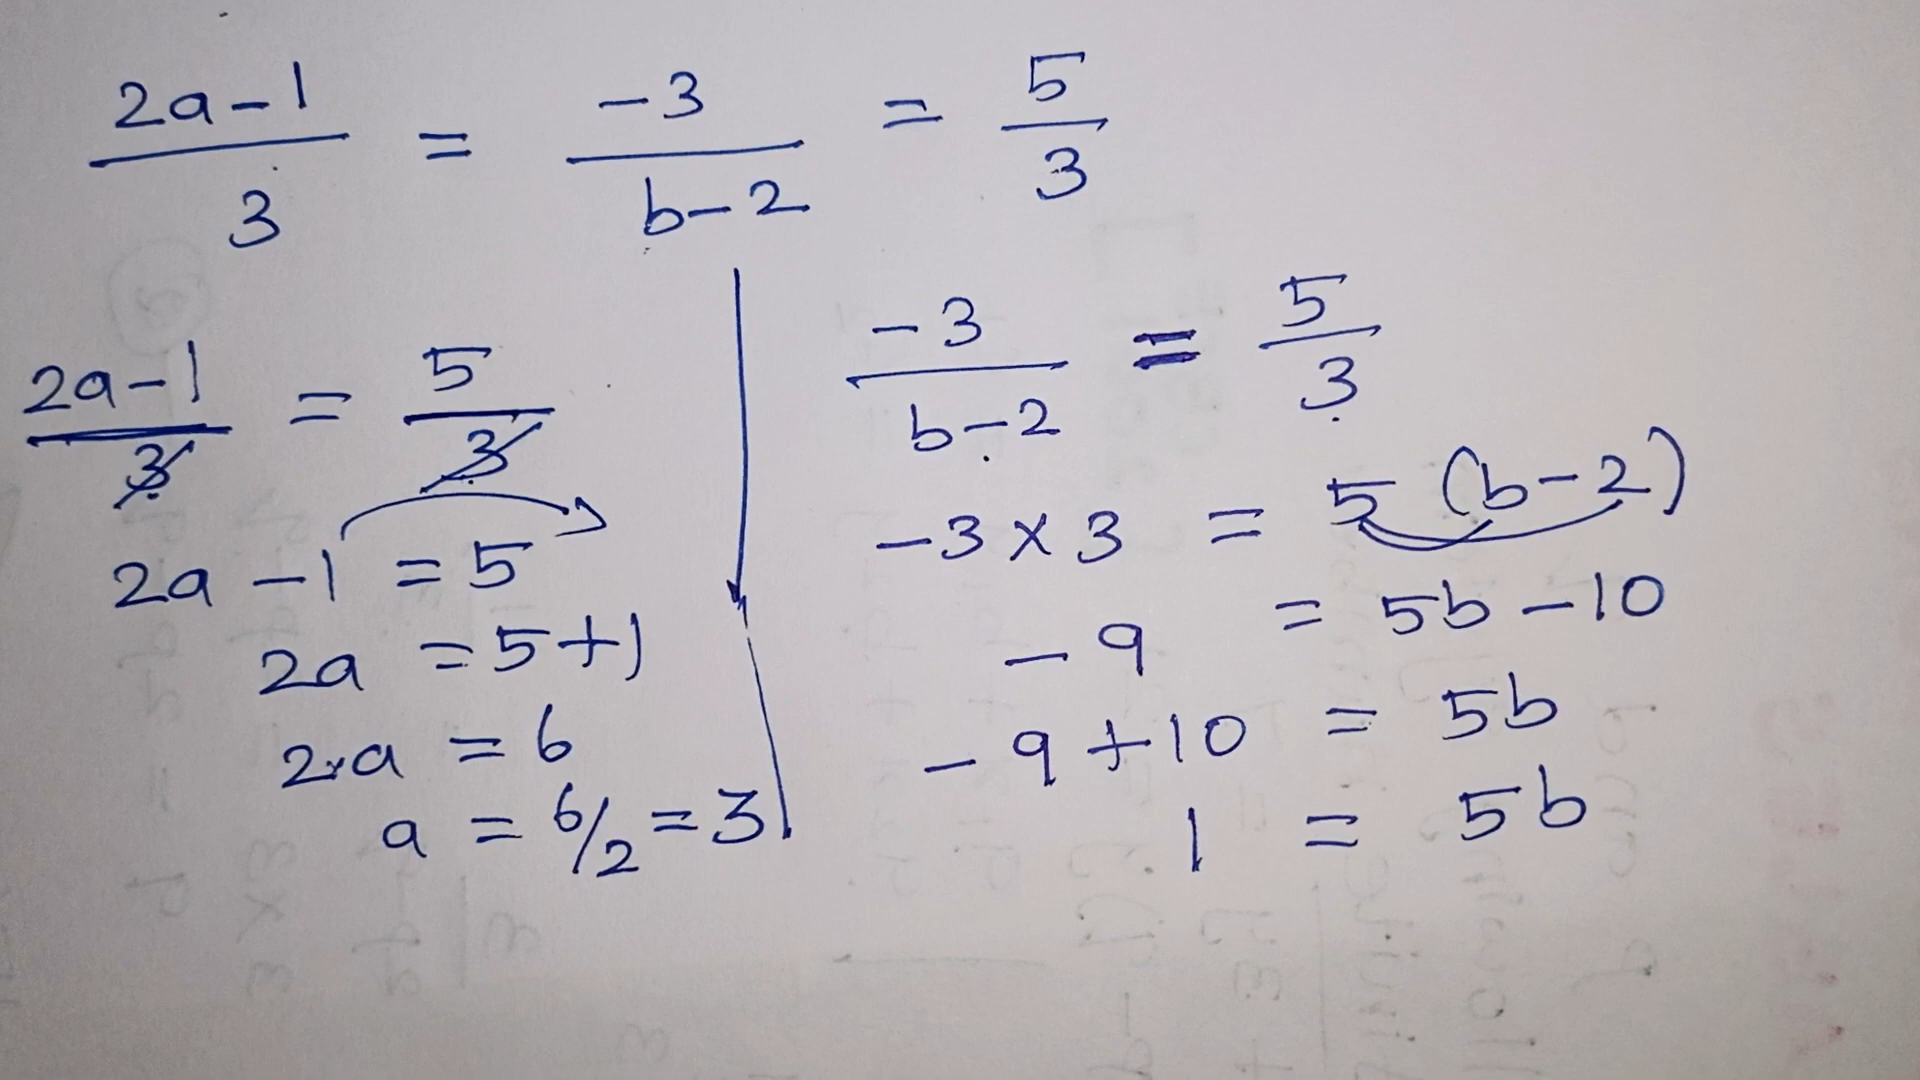 2a-1/3 = -3/b-2 = 5/3
2a-1/3 = 5/3
2a -1 = 5
2a = 5+1
2×a = 6
a = 6/2 = 3
-3/b-2 = 5/3
-3 × 3 = 5 (b-2)
-9 = 5b -10
-9+10 = 5b
1 = 5b